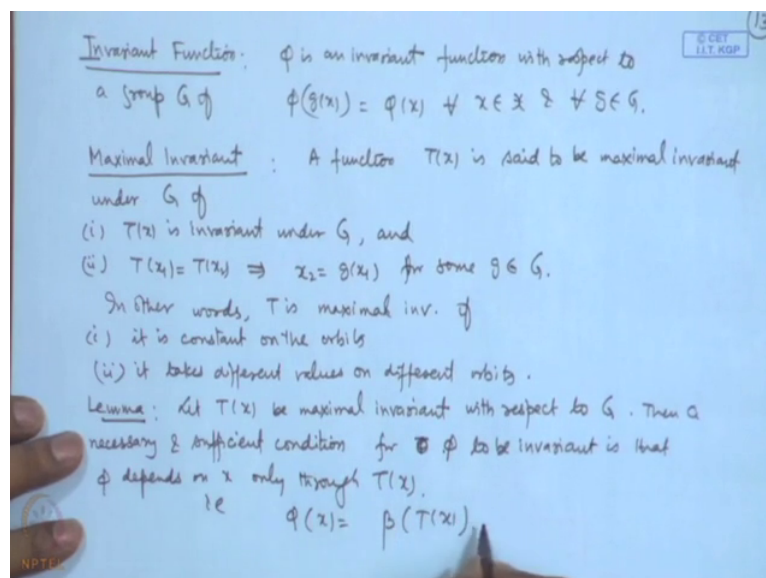 13
© CET
I.I.T. KGP
Invariant Function : φ is an invariant function with respect to
a group G if φ(g(x)) = φ(x) ∀ x ∈ 𝔛 & ∀ g ∈ G.
Maximal Invariant : A function T(x) is said to be maximal invariant
under G if
(i) T(x) is invariant under G, and
(ii) T(x₁) = T(x₂) ⇒ x₂ = g(x₁) for some g ∈ G.
In other words, T is maximal inv. if
(i) it is constant on the orbits
(ii) it takes different values on different orbits.
Lemma : Let T(x) be maximal invariant with respect to G. Then a
necessary & sufficient condition for φ to be invariant is that
φ depends on x only through T(x).
ie φ(x) = β(T(x))
NPTEL